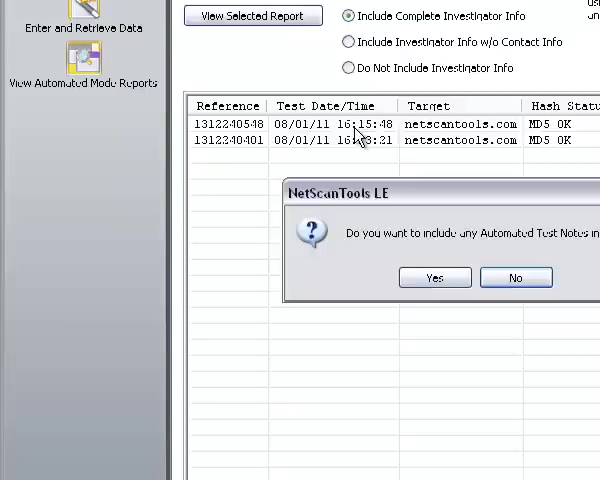 View Selected Report
Include Complete Investigator Info
Include Investigator Info w/o Contact Info
Do Not Include Investigator Info
Enter and Retrieve Data
View Automated Mode Reports
Reference Test Date/Time Target Hash Statu
1312240548 08/01/11 16:15:48 netscantools.com MD5 OK
1312240401 08/01/11 16:13:21 netscantools.com MD5 OK
NetScanTools LE
Do you want to include any Automated Test Notes in
Yes No